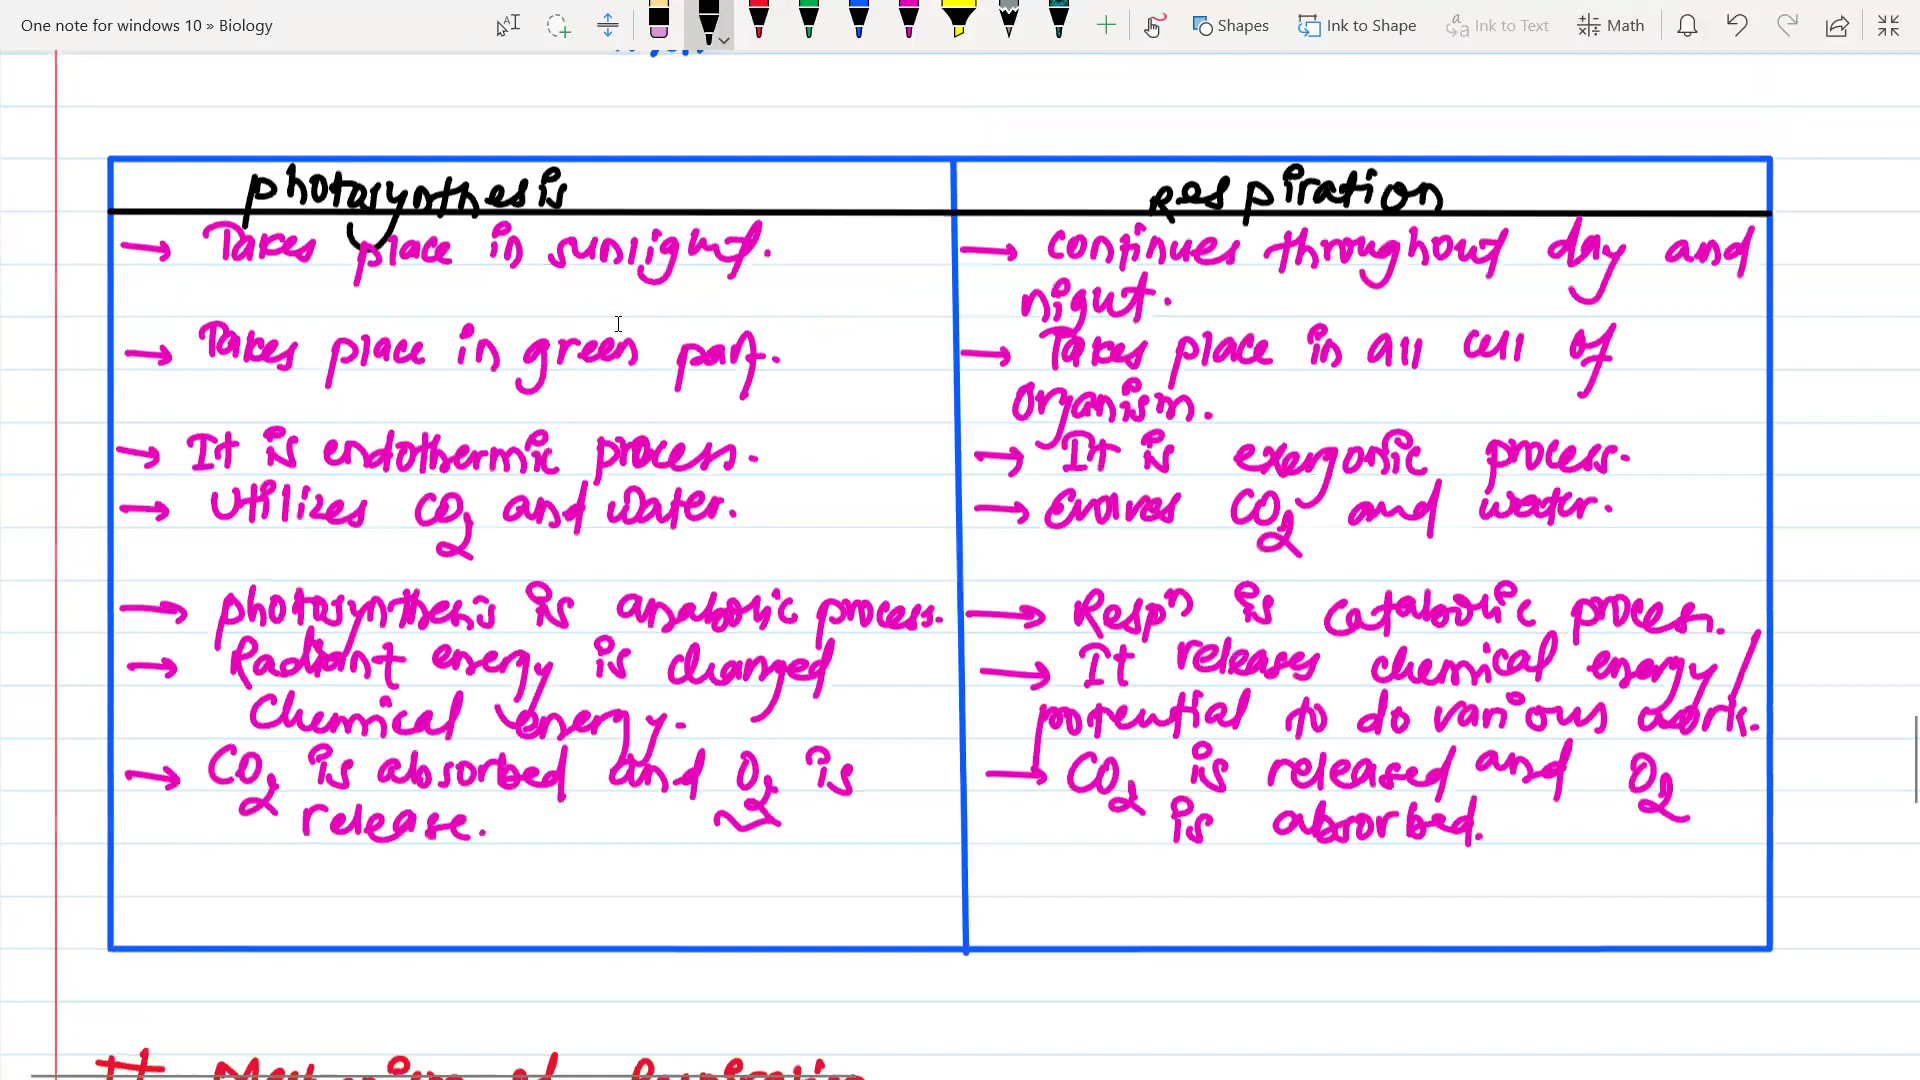 One note for windows 10 » Biology
Shapes
Ink to Shape
Ink to Text
Math
photosynthesis
Respiration
→ Takes place in sunlight.
→ continues throughout day and
night.
→ Takes place in green part.
→ Takes place in all cell of
organism.
→ It is endothermic process.
→ It is exergonic process.
→ Utilizes CO2 and water.
→ Evolves CO2 and water.
→ photosynthesis is anabolic process.
→ Respn is catabolic process.
→ Radiant energy is changed
Chemical energy.
→ It releases chemical energy/
potential to do various work.
→ CO2 is absorbed and O2 is
release.
→ CO2 is released and O2
is absorbed.
# Mechanism of Respiration